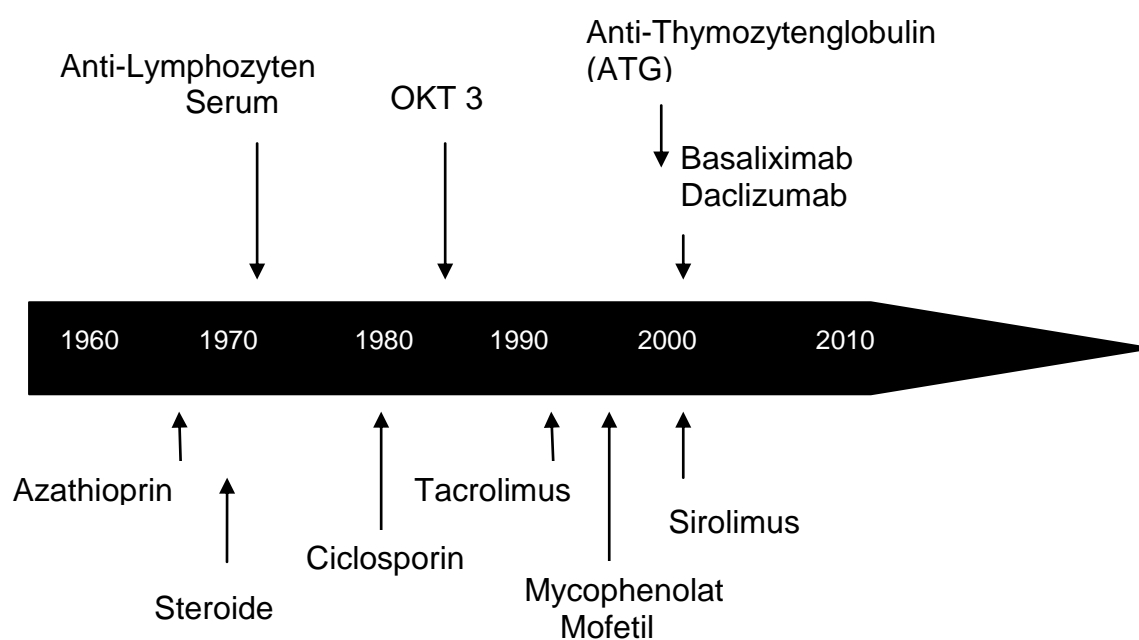 Anti-Thymozytenglobulin
(ATG)
Anti-Lymphozyten
Serum
OKT 3
Basaliximab
Daclizumab
1960 1970 1980 1990 2000 2010
Azathioprin
Tacrolimus
Sirolimus
Ciclosporin
Steroide
Mycophenolat
Mofetil